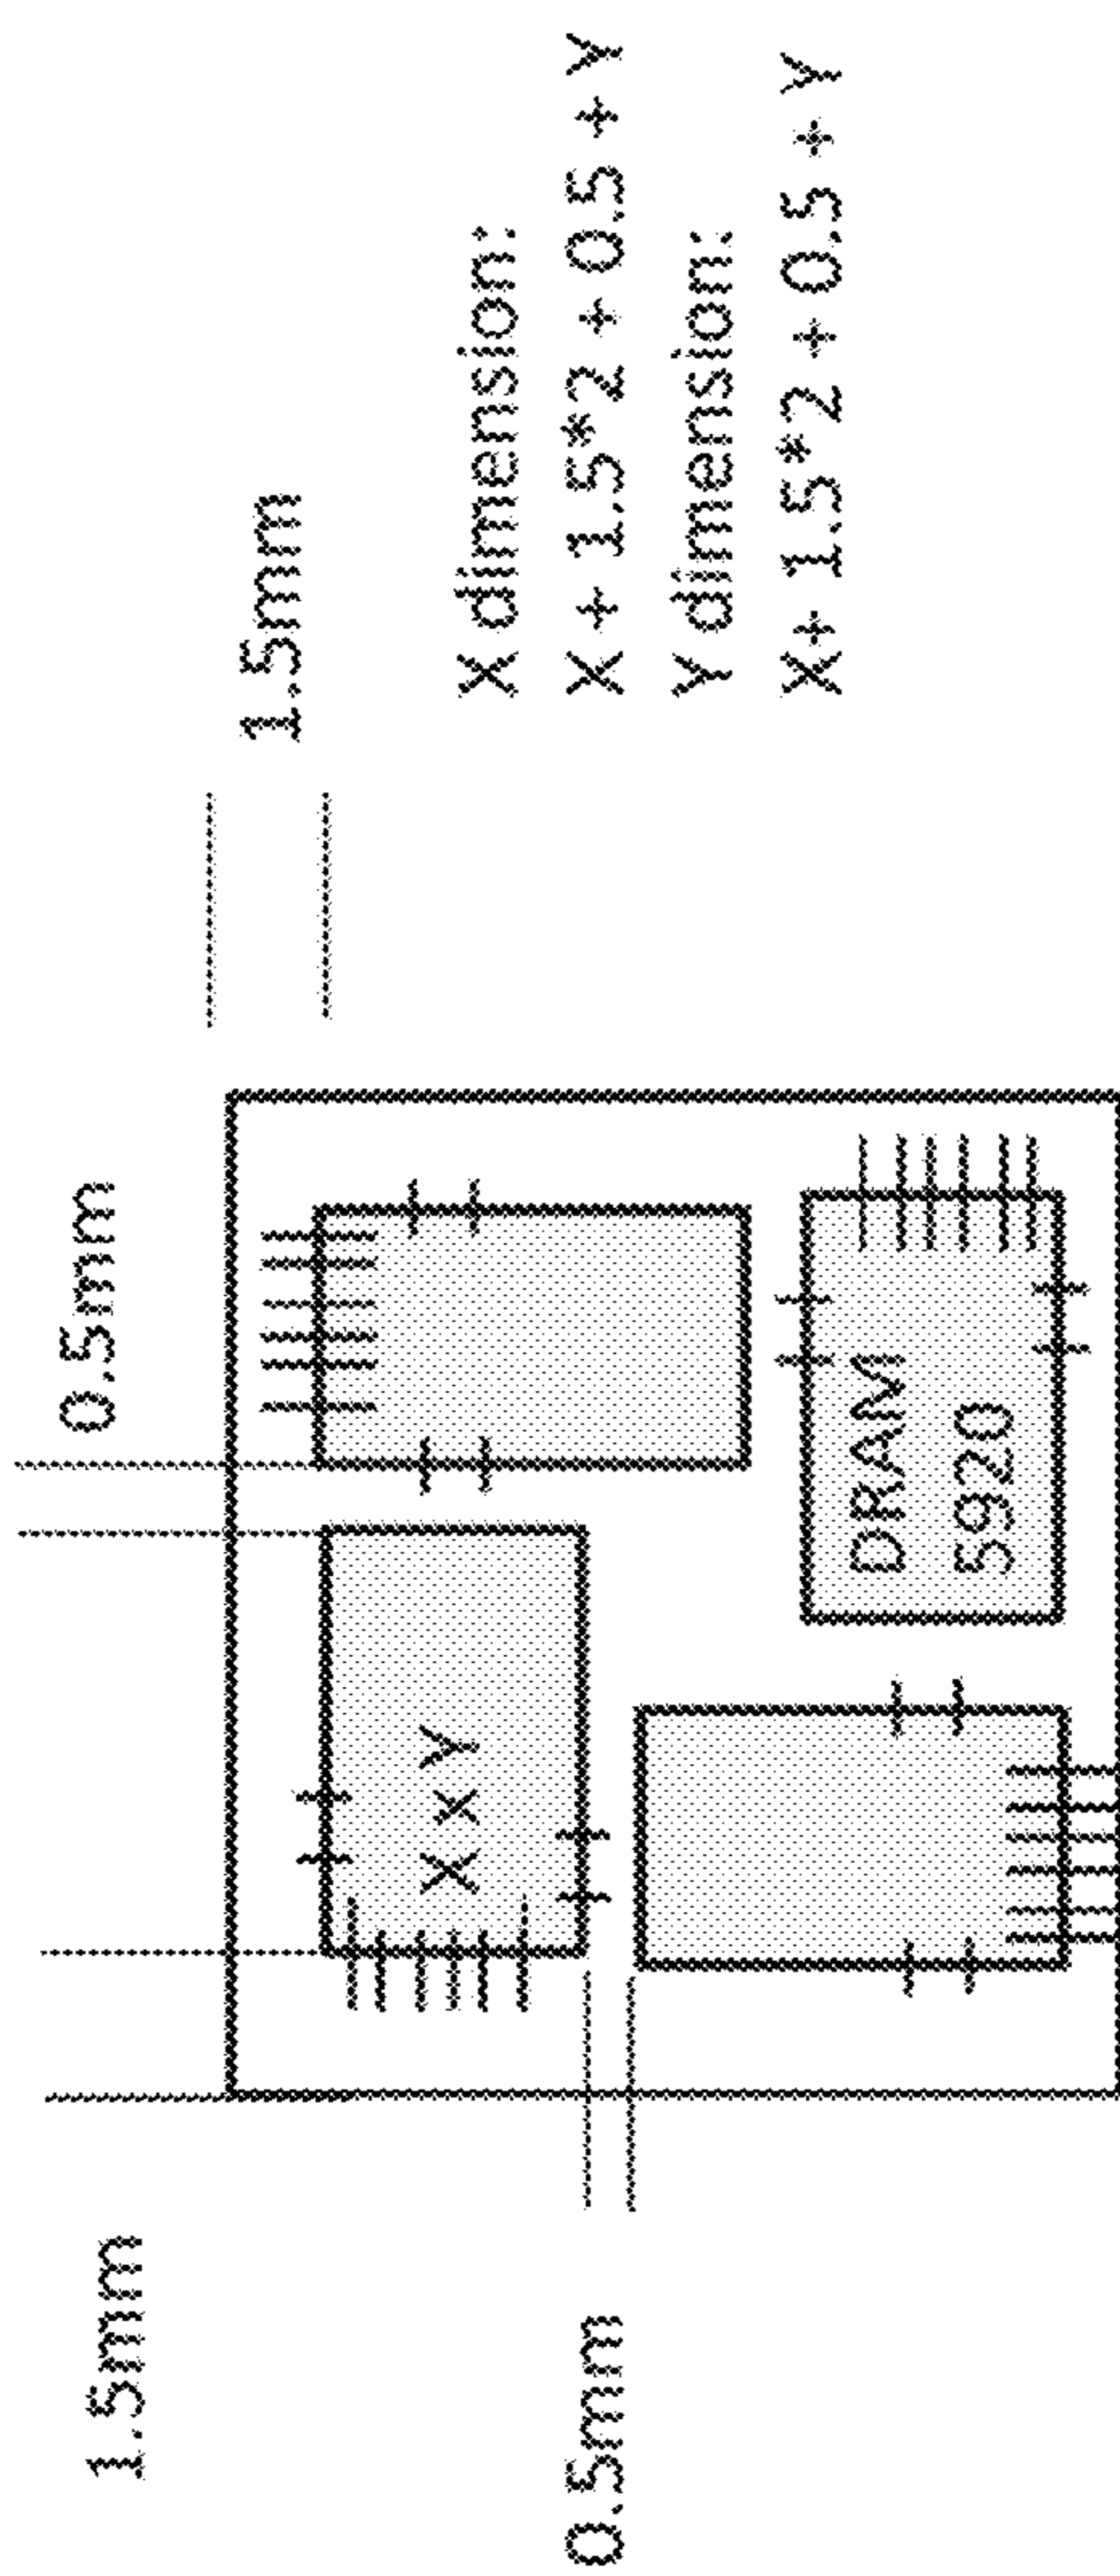 1.5mm
0.5mm
1.5mm
X x Y
0.5mm
DRAM
5920
X dimension:
X + 1.5*2 + 0.5 + Y
Y dimension:
X+ 1.5*2 + 0.5 + Y